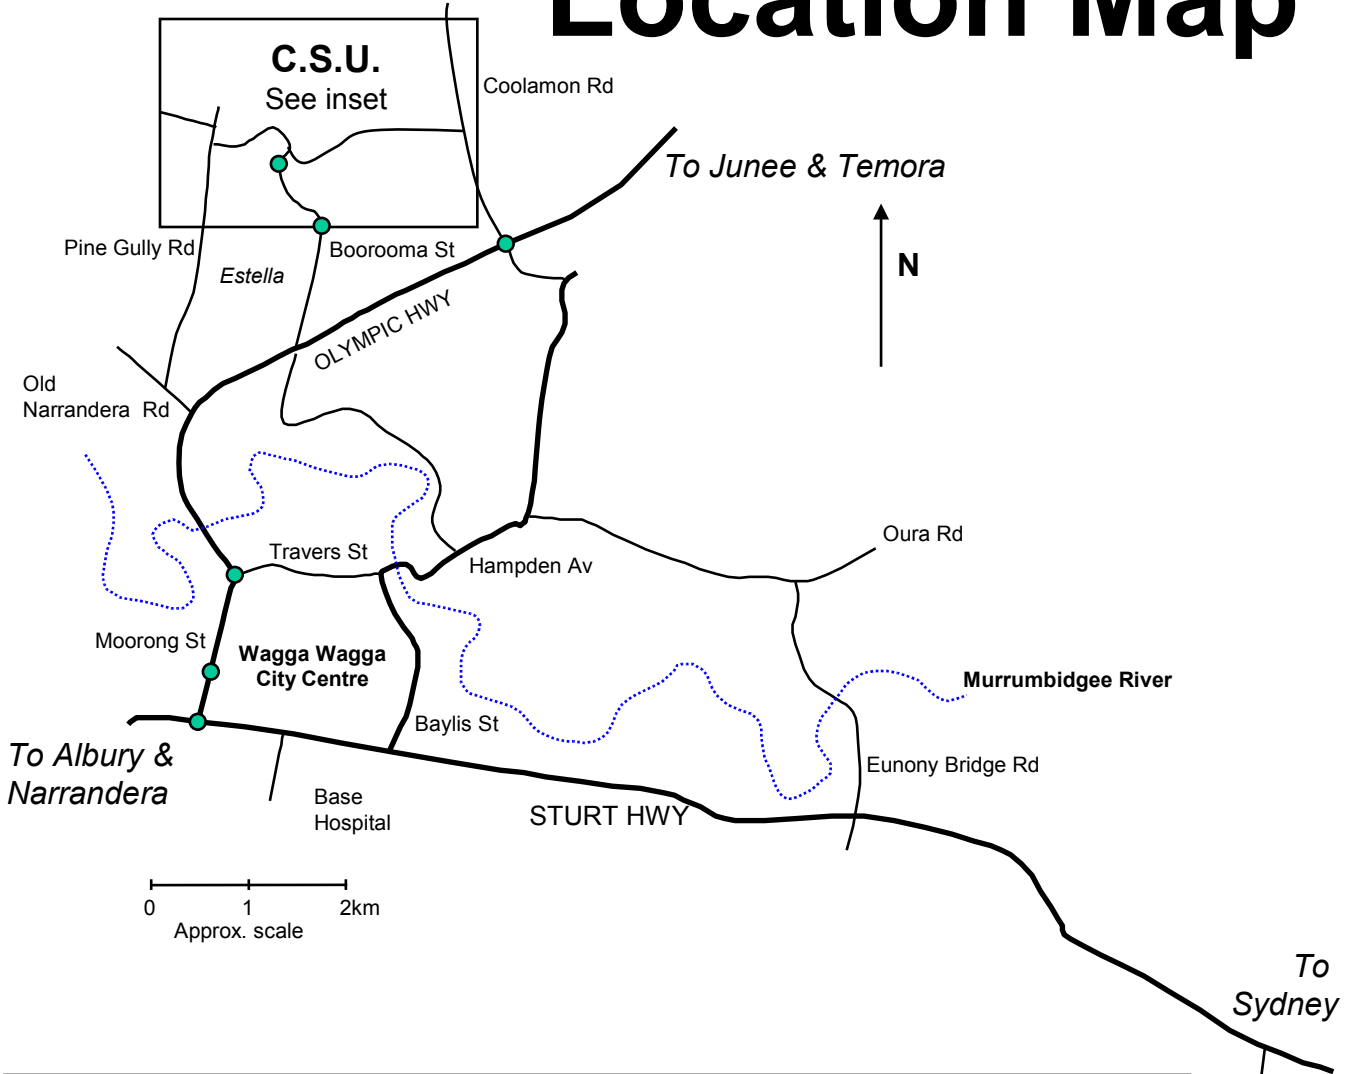 Location Map
C.S.U.
See inset
Coolamon Rd
To Junee & Temora
N
Pine Gully Rd
Boorooma St
Estella
OLYMPIC HWY
Old
Narrandera Rd
Oura Rd
Travers St
Hampden Av
Moorong St
Wagga Wagga
City Centre
Murrumbidgee River
Baylis St
To Albury &
Narrandera
Eunony Bridge Rd
Base
Hospital
STURT HWY
0 1 2km
Approx. scale
To
Sydney